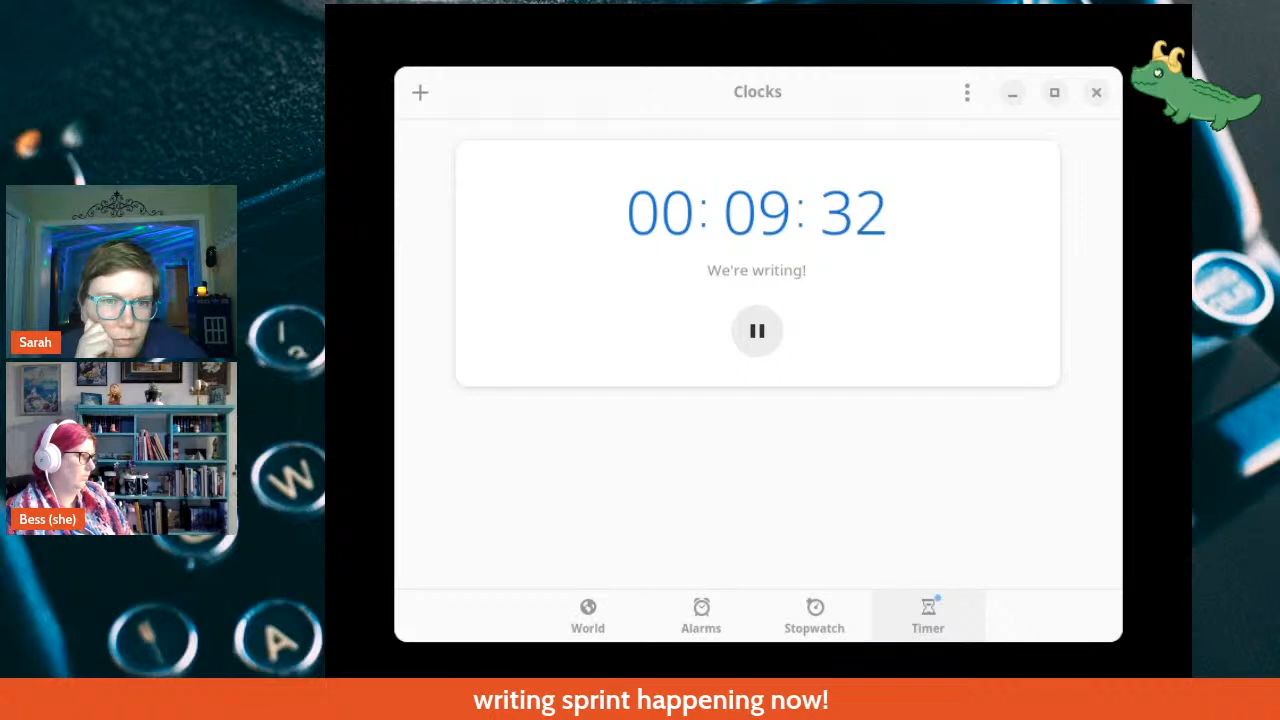 Clocks
00:09:32
We're writing!
Sarah
Bess (she)
I
W
A
World
Alarms
Stopwatch
Timer
writing sprint happening now!